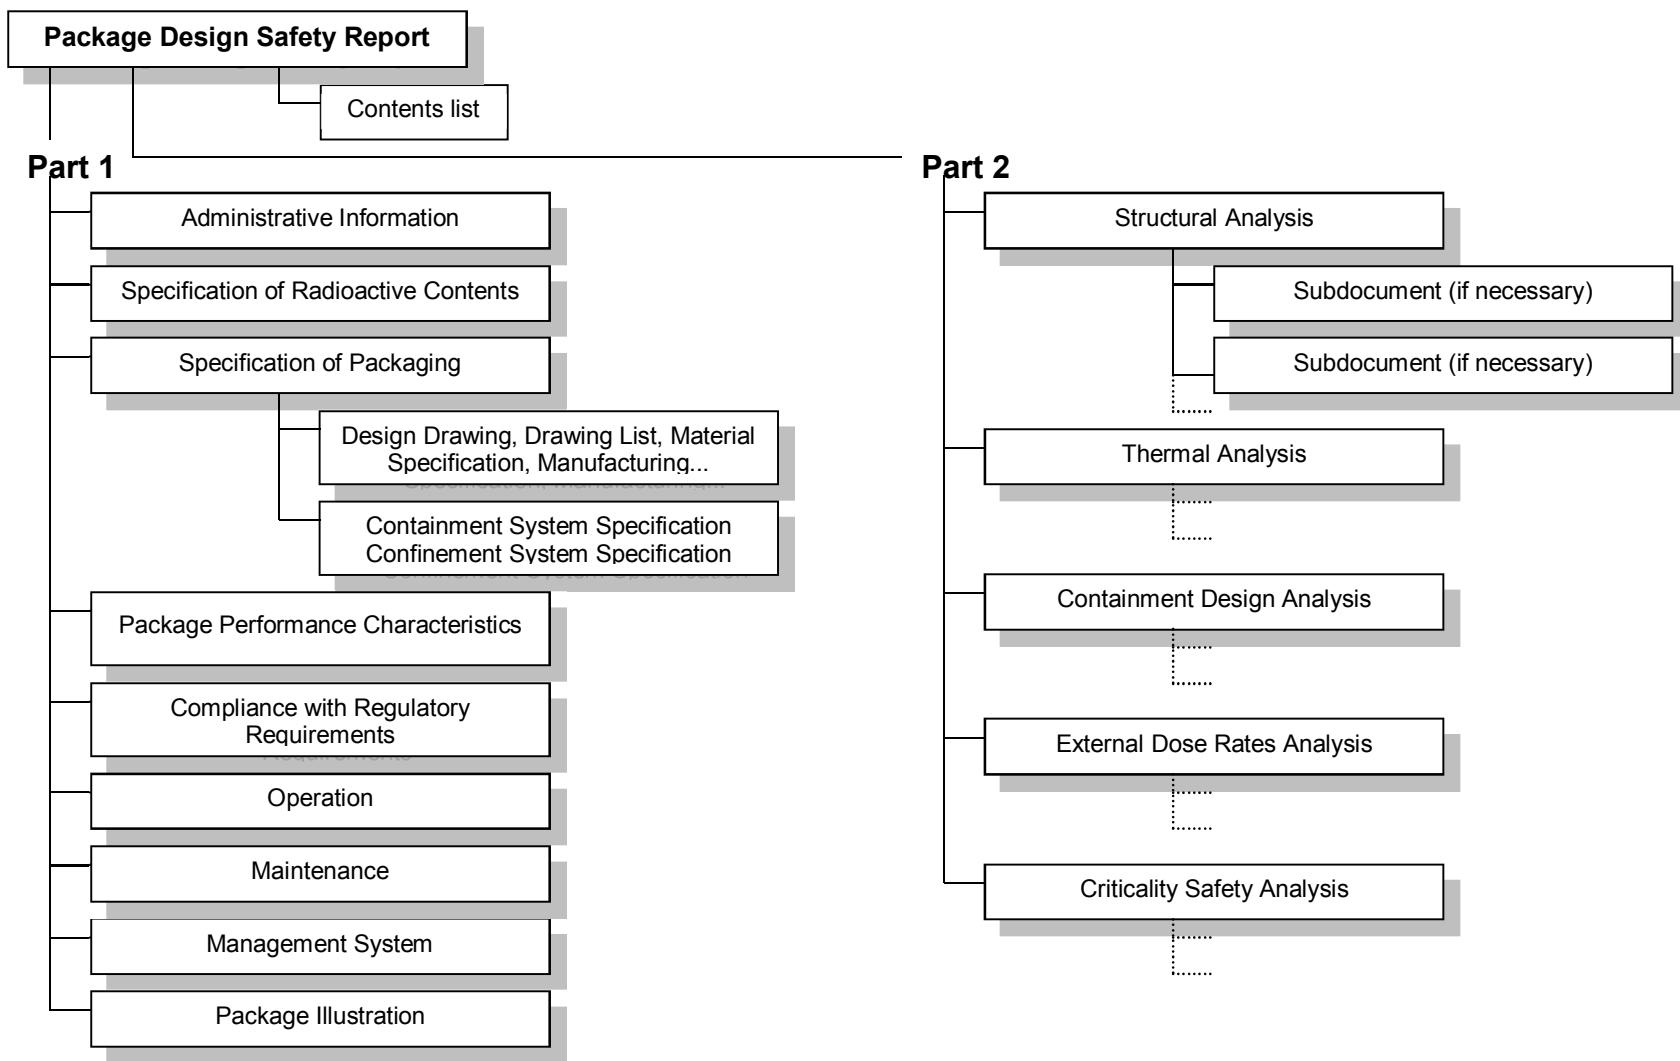 Package Design Safety Report
Contents list
Part 1
Administrative Information
Specification of Radioactive Contents
Specification of Packaging
Design Drawing, Drawing List, Material
Specification, Manufacturing...
Containment System Specification
Confinement System Specification
Package Performance Characteristics
Compliance with Regulatory
Requirements
Operation
Maintenance
Management System
Package Illustration
Part 2
Structural Analysis
Subdocument (if necessary)
Subdocument (if necessary)
Thermal Analysis
Containment Design Analysis
External Dose Rates Analysis
Criticality Safety Analysis